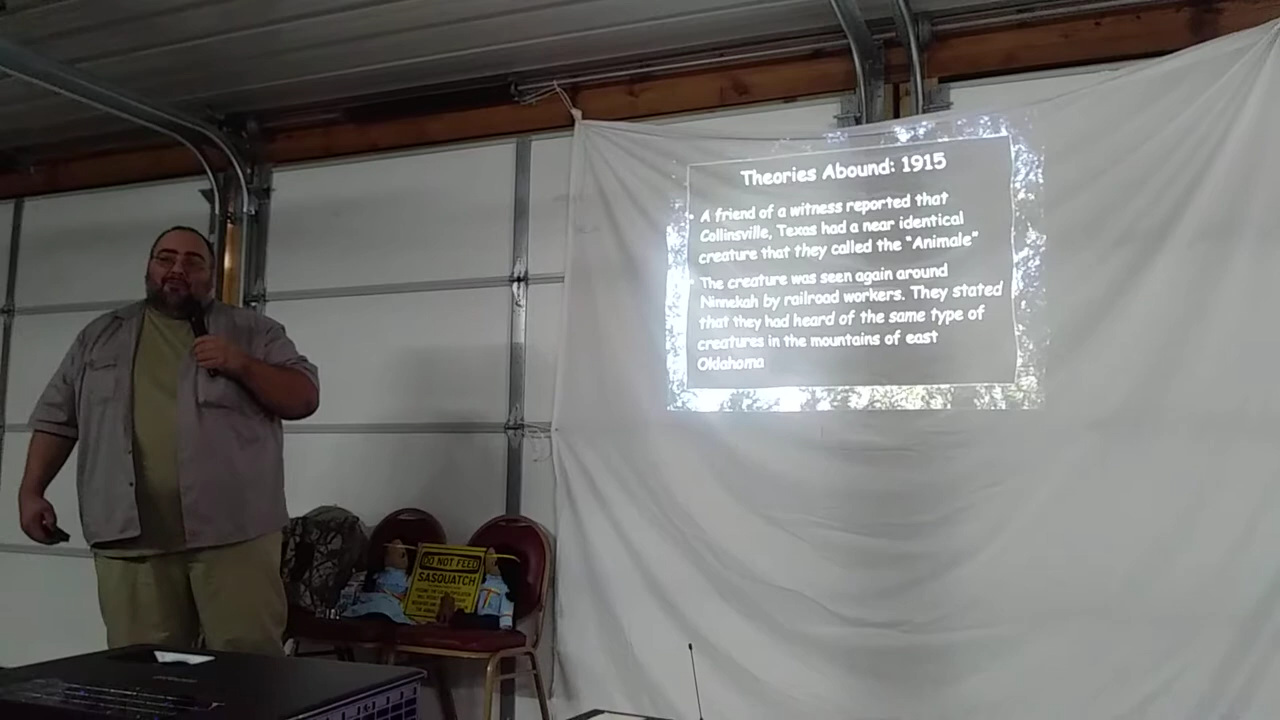 Theories Abound: 1915
A friend of a witness reported that
Collinsville, Texas had a near identical
creature that they called the "Animale"
The creature was seen again around
Ninnekah by railroad workers. They stated
that they had heard of the same type of
creatures in the mountains of east
Oklahoma
DO NOT FEED
SASQUATCH